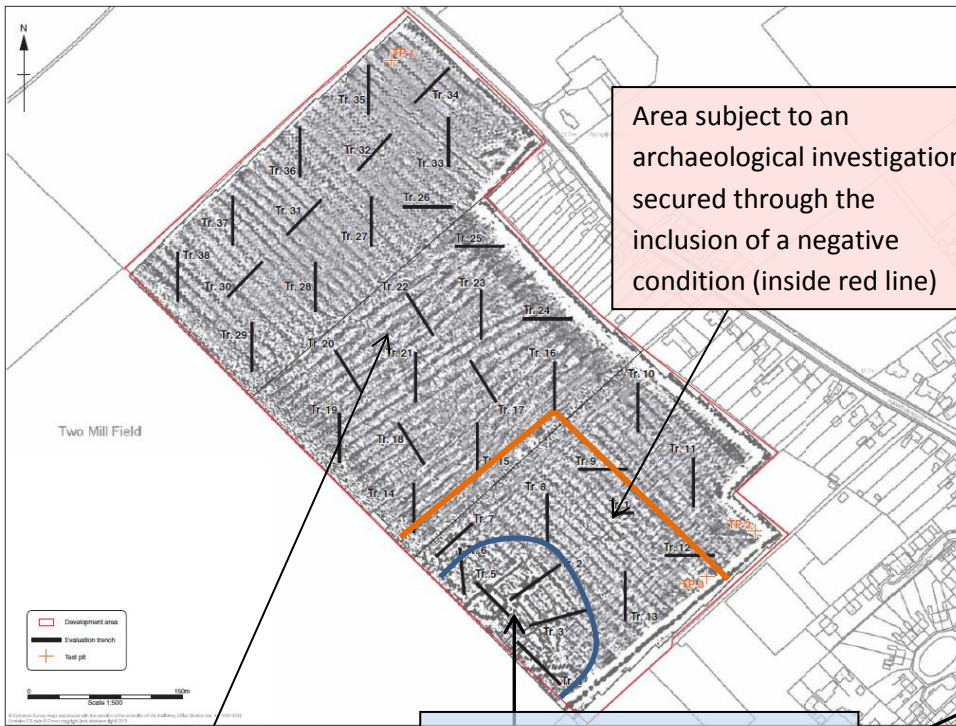 N
TP 1
Tr. 35
Tr. 34
Tr. 36
Tr. 32
Tr. 33
Tr. 37
Tr. 31
Tr. 26
Tr. 27
Tr. 25
Tr. 38
Tr. 30
Tr. 28
Tr. 22
Tr. 23
Tr. 24
Tr. 29
Tr. 20
Tr. 21
Tr. 16
Tr. 10
Tr. 17
Tr. 19
Tr. 18
Tr. 15
Tr. 9
Tr. 11
Tr. 14
Tr. 8
Tr. 7
Tr. 6
Tr. 5
2
Tr. 12
TP 2
TP 3
Tr. 3
Tr. 13
Two Mill Field
Area subject to an
archaeological investigation
secured through the
inclusion of a negative
condition (inside red line)
Development area
Evaluation trench
Test pit
0 150m
Scale 1:500